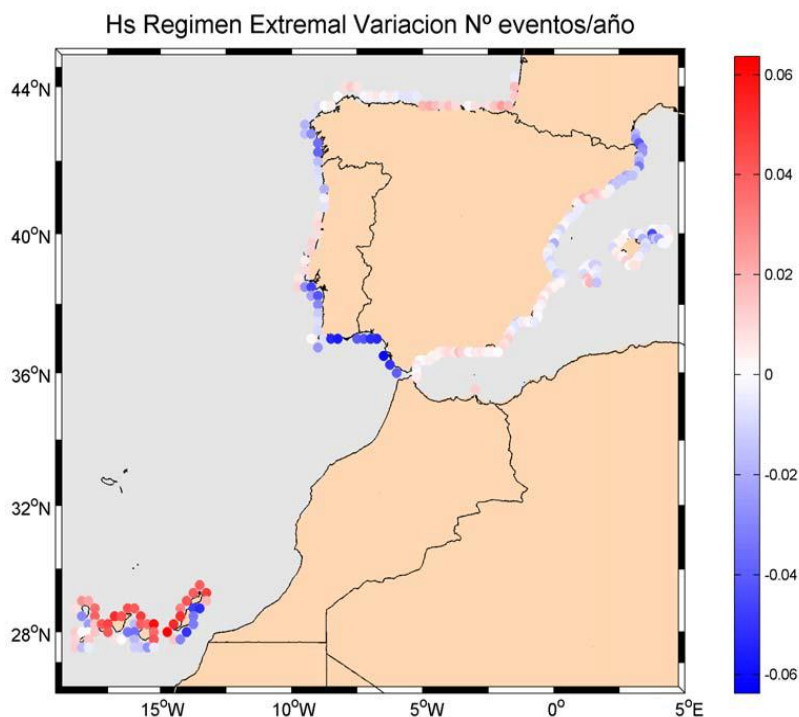 Hs Regimen Extremal Variacion Nº eventos/año
44°N
40°N
36°N
32°N
28°N
15°W
10°W
5°W
0°
5°E
0.06
0.04
0.02
0
-0.02
-0.04
-0.06